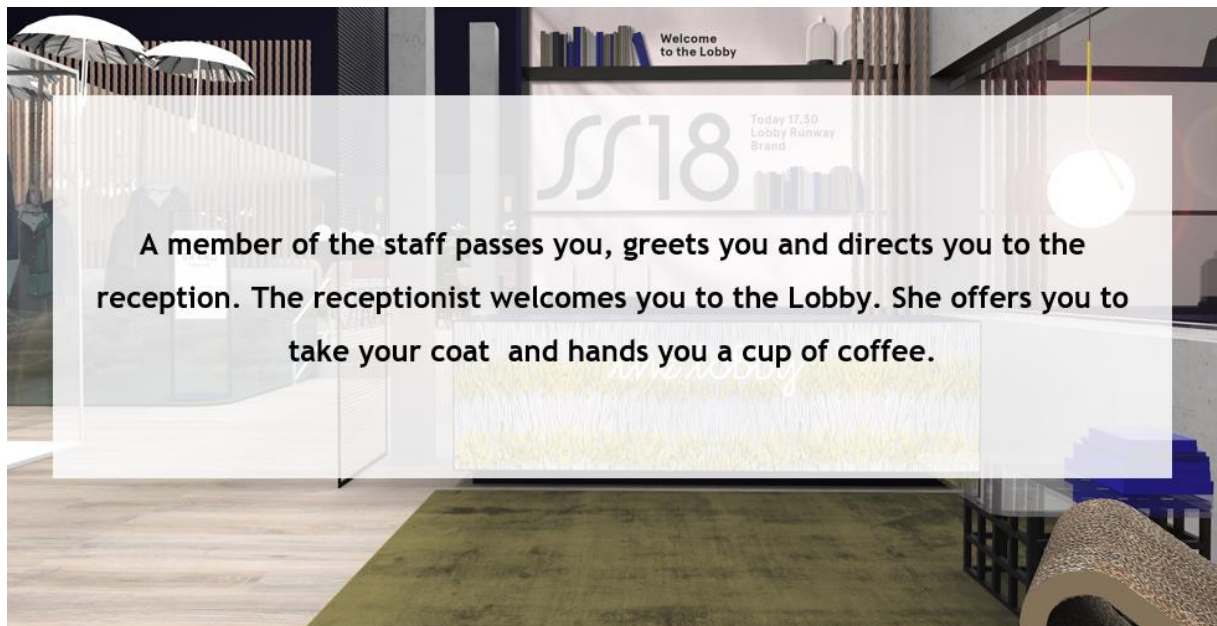 Welcome
to the Lobby
SS18
Today 17.30
Lobby Runway
Brand
A member of the staff passes you, greets you and directs you to the
reception. The receptionist welcomes you to the Lobby. She offers you to
take your coat  and hands you a cup of coffee.
the lobby